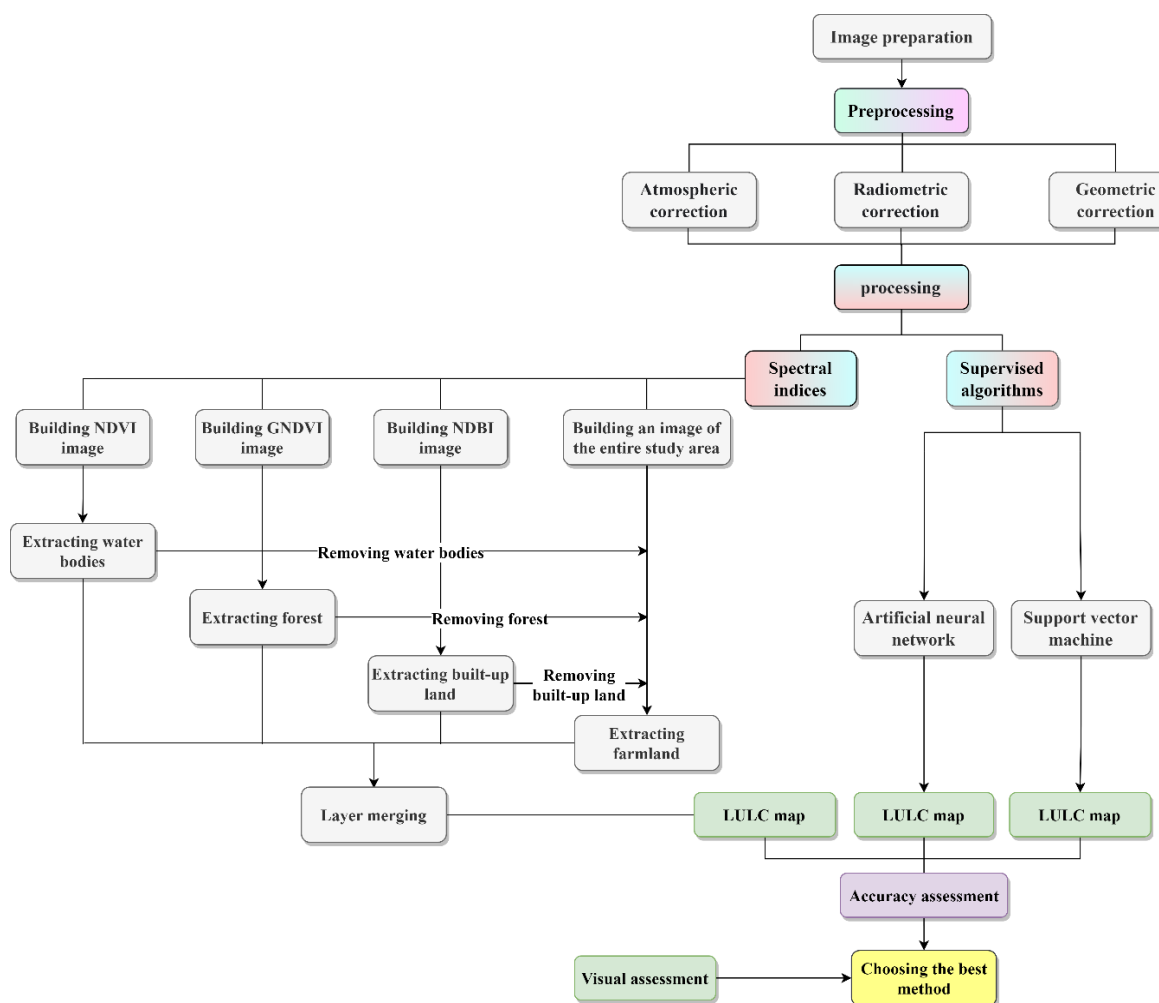 Image preparation
Preprocessing
Atmospheric
correction
Radiometric
correction
Geometric
correction
processing
Spectral
indices
Supervised
algorithms
Building NDVI
image
Building GNDVI
image
Building NDBI
image
Building an image of
the entire study area
Extracting water
bodies
Removing water bodies
Extracting forest
Removing forest
Artificial neural
network
Support vector
machine
Extracting built-up
land
Removing
built-up land
Extracting
farmland
Layer merging
LULC map
LULC map
LULC map
Accuracy assessment
Visual assessment
Choosing the best
method